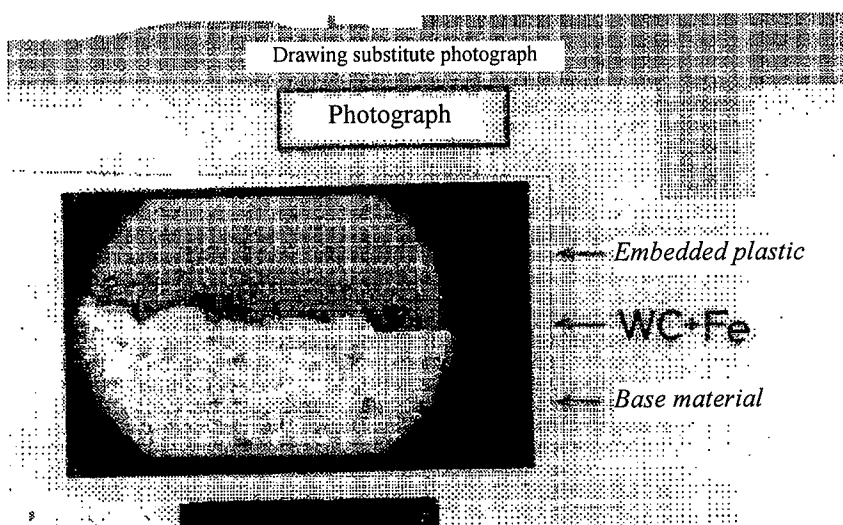 Drawing substitute photograph
Photograph
Embedded plastic
WC+Fe
Base material